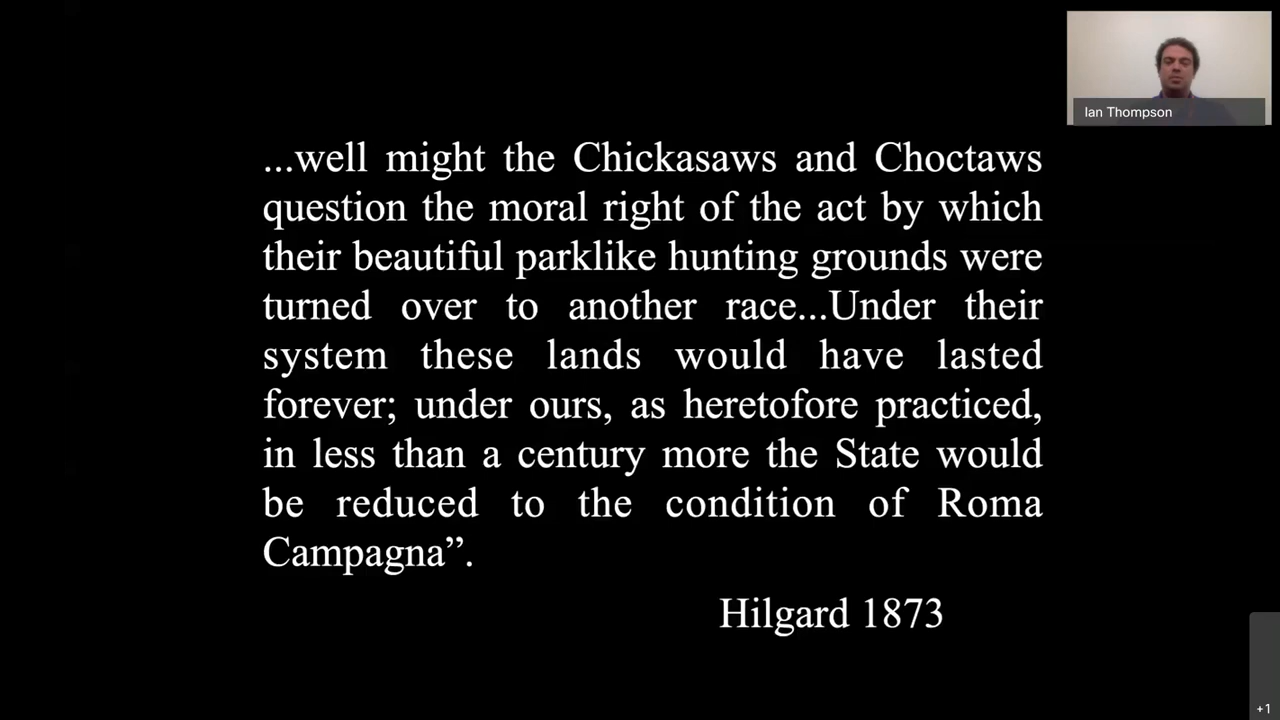 Ian Thompson
...well might the Chickasaws and Choctaws
question the moral right of the act by which
their beautiful parklike hunting grounds were
turned over to another race...Under their
system these lands would have lasted
forever; under ours, as heretofore practiced,
in less than a century more the State would
be reduced to the condition of Roma
Campagna”.
Hilgard 1873
+1